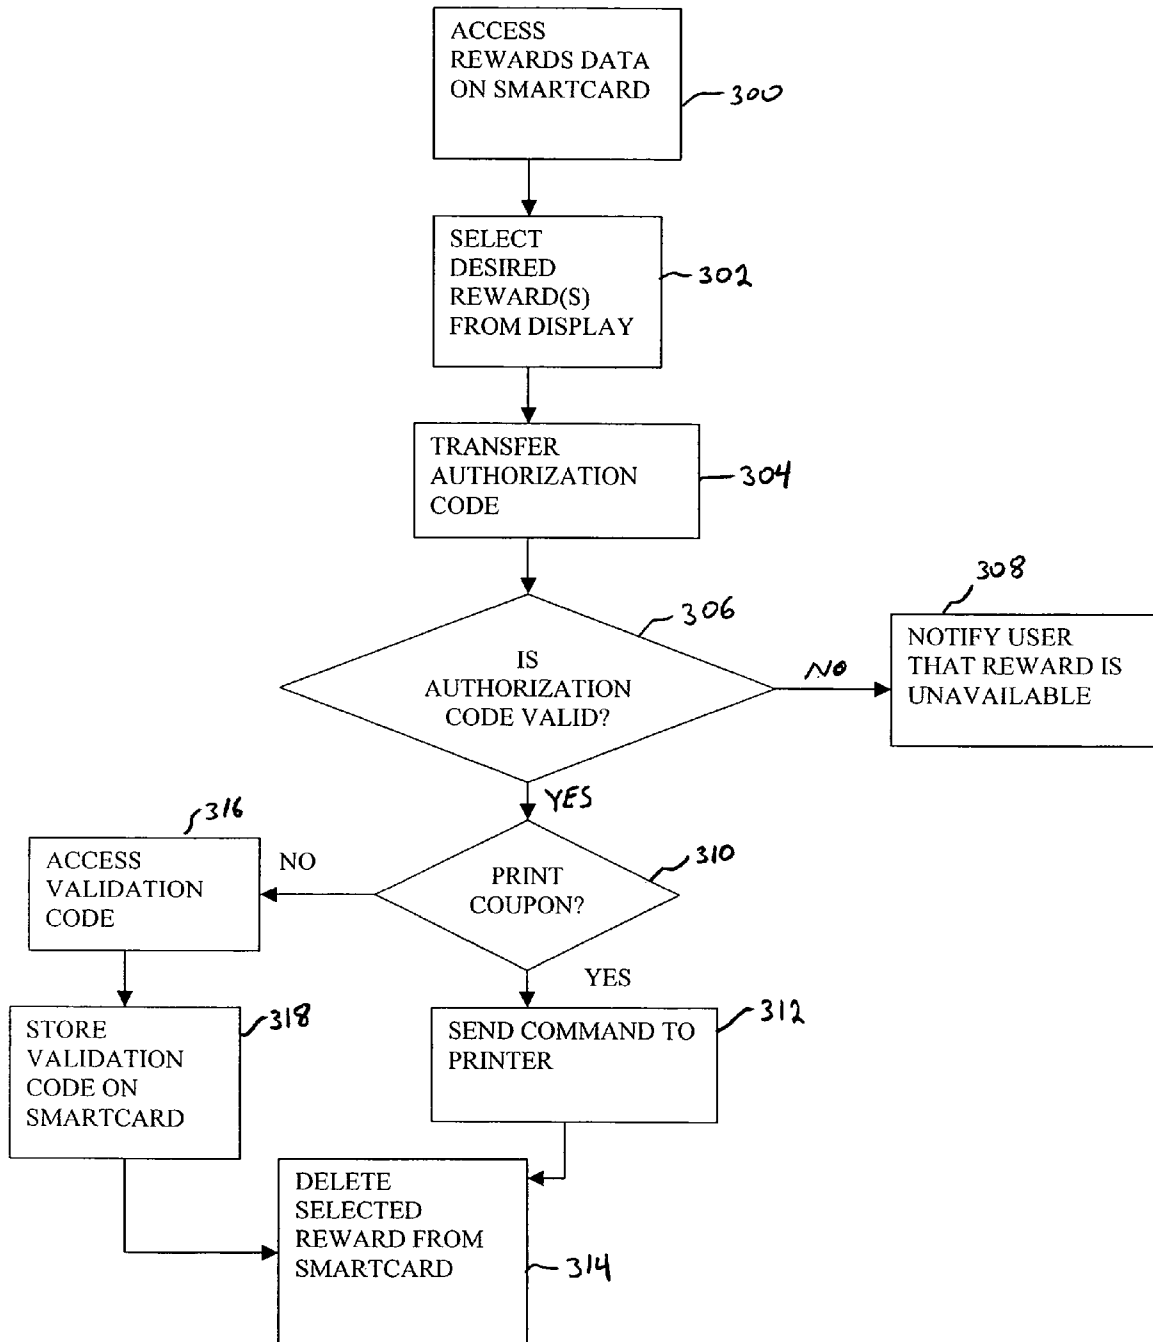 ACCESS
REWARDS DATA
ON SMARTCARD
300
SELECT
DESIRED
REWARD(S)
FROM DISPLAY
302
TRANSFER
AUTHORIZATION
CODE
304
306
IS
AUTHORIZATION
CODE VALID?
NO
308
NOTIFY USER
THAT REWARD IS
UNAVAILABLE
YES
310
PRINT
COUPON?
NO
316
ACCESS
VALIDATION
CODE
YES
318
STORE
VALIDATION
CODE ON
SMARTCARD
312
SEND COMMAND TO
PRINTER
DELETE
SELECTED
REWARD FROM
SMARTCARD
314